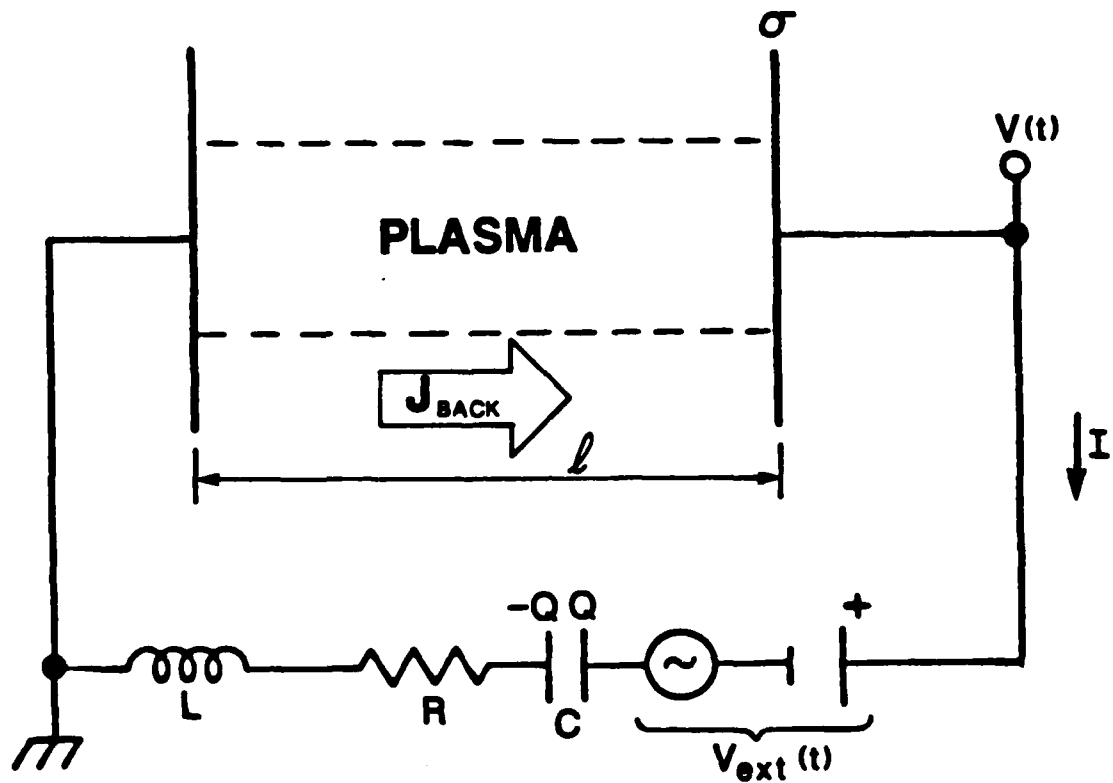 σ
V(t)
PLASMA
J BACK
ℓ
I
-Q Q
+
~
L
R
C
Vext (t)